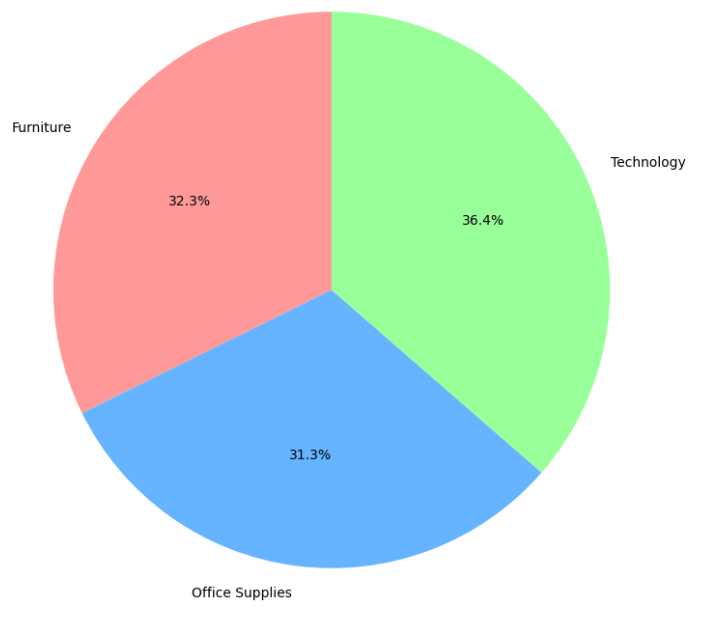 Furniture
Technology
32.3%
36.4%
31.3%
Office Supplies